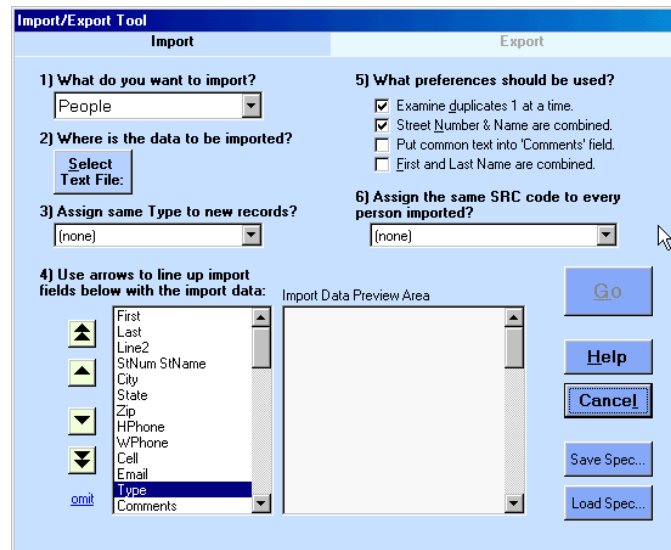 Import/Export Tool
Import
Export
1) What do you want to import?
People
2) Where is the data to be imported?
Select
Text File:
3) Assign same Type to new records?
(none)
4) Use arrows to line up import
fields below with the import data:
First
Last
Line2
StNum StName
City
State
Zip
HPhone
WPhone
Cell
Email
Type
Comments
omit
Import Data Preview Area
5) What preferences should be used?
Examine duplicates 1 at a time.
Street Number & Name are combined.
Put common text into 'Comments' field.
First and Last Name are combined.
6) Assign the same SRC code to every
person imported?
(none)
Go
Help
Cancel
Save Spec...
Load Spec...